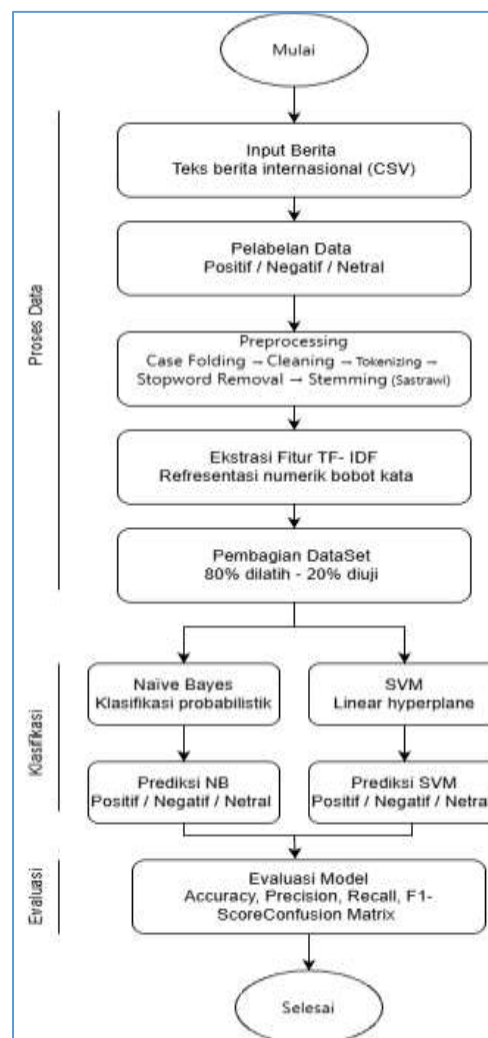 Mulai
Proses Data
Input Berita
Teks berita internasional (CSV)
Pelabelan Data
Positif / Negatif / Netral
Preprocessing
Case Folding → Cleaning → Tokenizing →
Stopword Removal → Stemming (Sastrawi)
Ekstrasi Fitur TF- IDF
Refresentasi numerik bobot kata
Pembagian DataSet
80% dilatih - 20% diuji
Klasifikasi
Naïve Bayes
Klasifikasi probabilistik
SVM
Linear hyperplane
Prediksi NB
Positif / Negatif / Netral
Prediksi SVM
Positif / Negatif / Netral
Evaluasi
Evaluasi Model
Accuracy, Precision, Recall, F1-
ScoreConfusion Matrix
Selesai